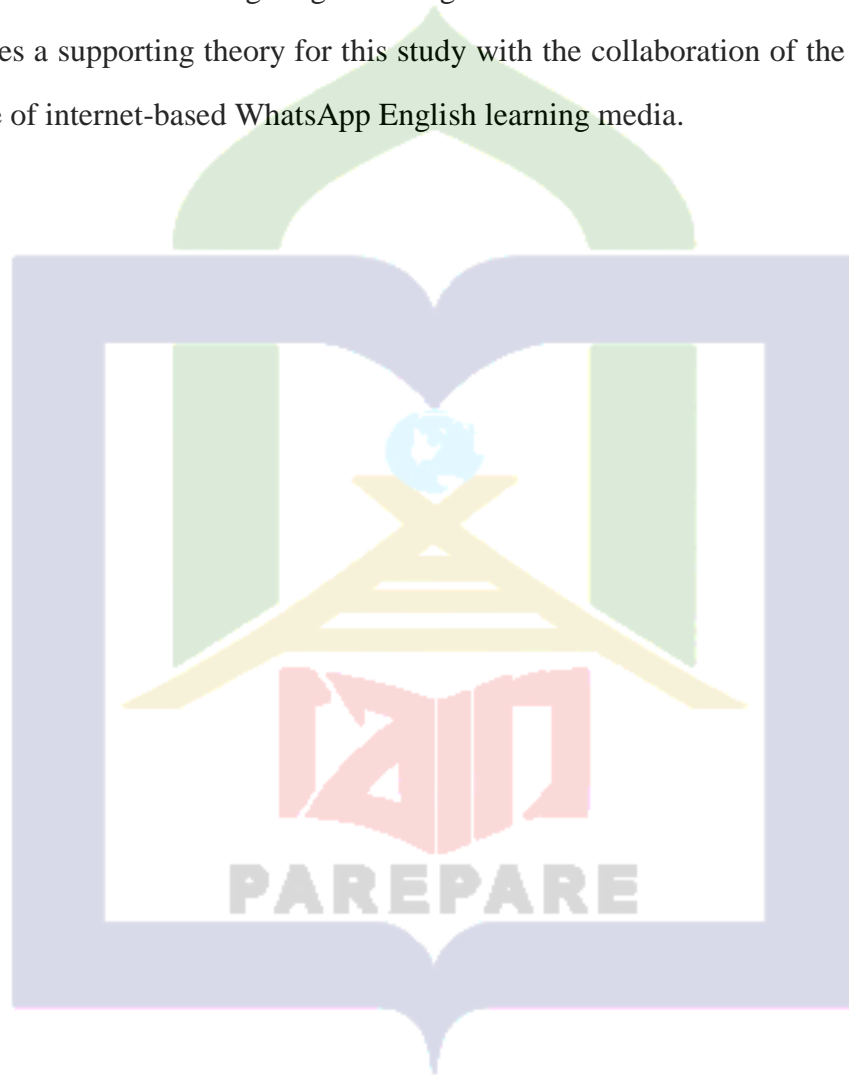 es a supporting theory for this study with the collaboration of the
of internet-based WhatsApp English learning media.
iain
PAREPARE